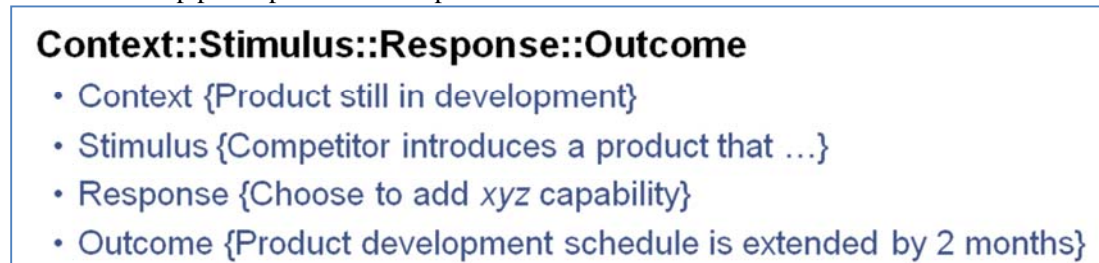 Context::Stimulus::Response::Outcome
• Context {Product still in development}
• Stimulus {Competitor introduces a product that …}
• Response {Choose to add xyz capability}
• Outcome {Product development schedule is extended by 2 months}